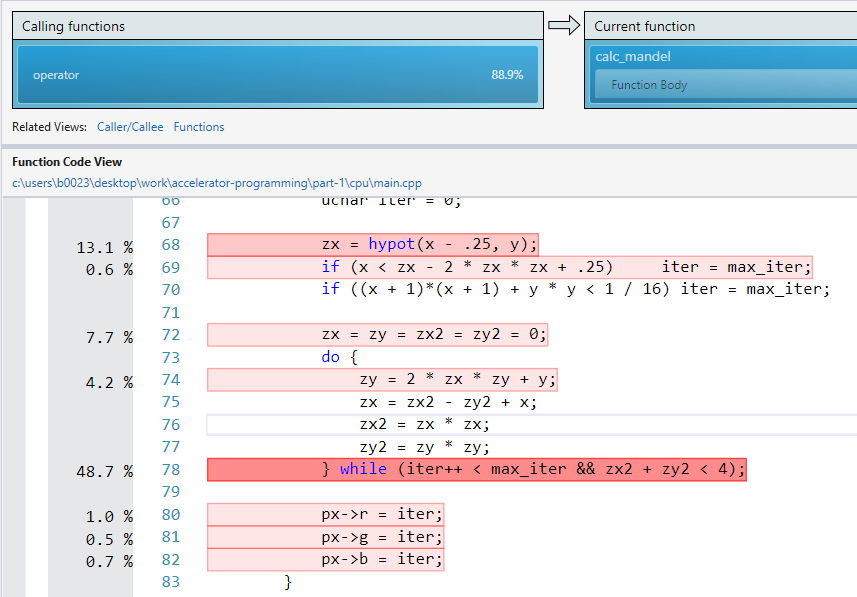 Calling functions
Current function
operator 88.9%
calc_mandel
Function Body
Related Views: Caller/Callee Functions
Function Code View
c:\users\b0023\desktop\work\accelerator-programming\part-1\cpu\main.cpp
66 uchar iter = 0;
67
13.1 % 68 zx = hypot(x - .25, y);
0.6 % 69 if (x < zx - 2 * zx * zx + .25)     iter = max_iter;
70 if ((x + 1)*(x + 1) + y * y < 1 / 16) iter = max_iter;
71
7.7 % 72 zx = zy = zx2 = zy2 = 0;
73 do {
4.2 % 74 zy = 2 * zx * zy + y;
75 zx = zx2 - zy2 + x;
76 zx2 = zx * zx;
77 zy2 = zy * zy;
48.7 % 78 } while (iter++ < max_iter && zx2 + zy2 < 4);
79
1.0 % 80 px->r = iter;
0.5 % 81 px->g = iter;
0.7 % 82 px->b = iter;
83 }